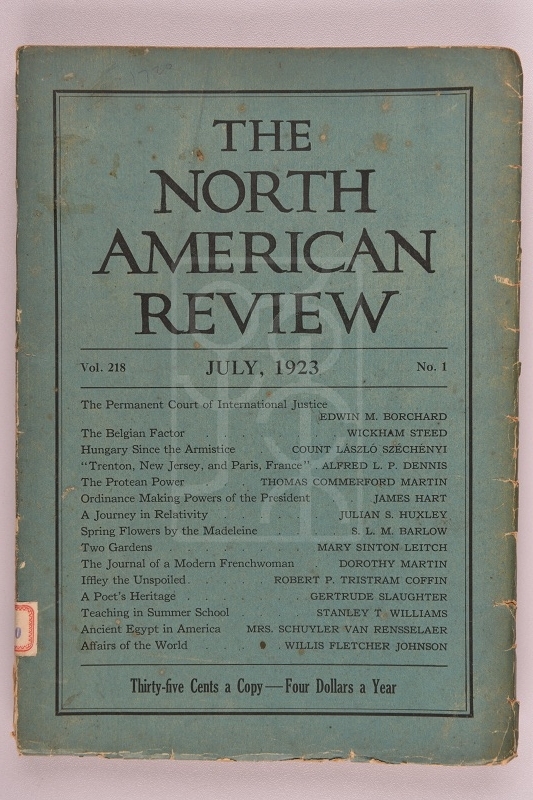 THE
NORTH
AMERICAN
REVIEW
Vol. 218 JULY, 1923 No. 1
The Permanent Court of International Justice
EDWIN M. BORCHARD
The Belgian Factor . . . . . . WICKHAM STEED
Hungary Since the Armistice . COUNT LÁSZLÓ SZÉCHÉNYI
"Trenton, New Jersey, and Paris, France" . ALFRED L. P. DENNIS
The Protean Power . . . THOMAS COMMERFORD MARTIN
Ordinance Making Powers of the President JAMES HART
A Journey in Relativity . . . . . JULIAN S. HUXLEY
Spring Flowers by the Madeleine . . . S. L. M. BARLOW
Two Gardens . . . . . . MARY SINTON LEITCH
The Journal of a Modern Frenchwoman . DOROTHY MARTIN
Iffley the Unspoiled . . . . ROBERT P. TRISTRAM COFFIN
A Poet's Heritage . . . . . GERTRUDE SLAUGHTER
Teaching in Summer School . . . STANLEY T. WILLIAMS
Ancient Egypt in America MRS. SCHUYLER VAN RENSSELAER
Affairs of the World . . . . WILLIS FLETCHER JOHNSON
Thirty-five Cents a Copy—Four Dollars a Year